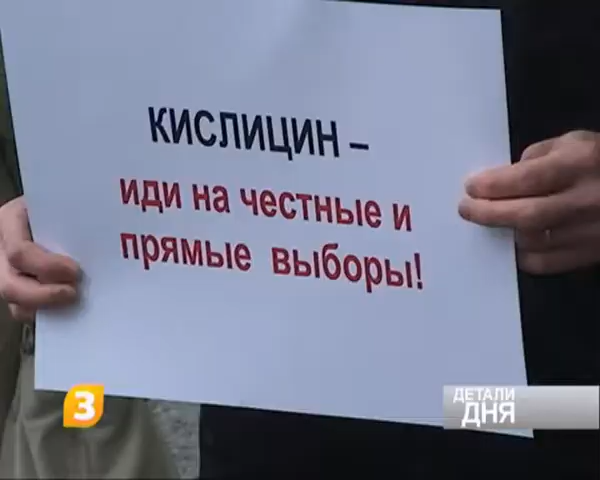 КИСЛИЦИН –
иди на честные и
прямые выборы!
3
ДЕТАЛИ
ДНЯ